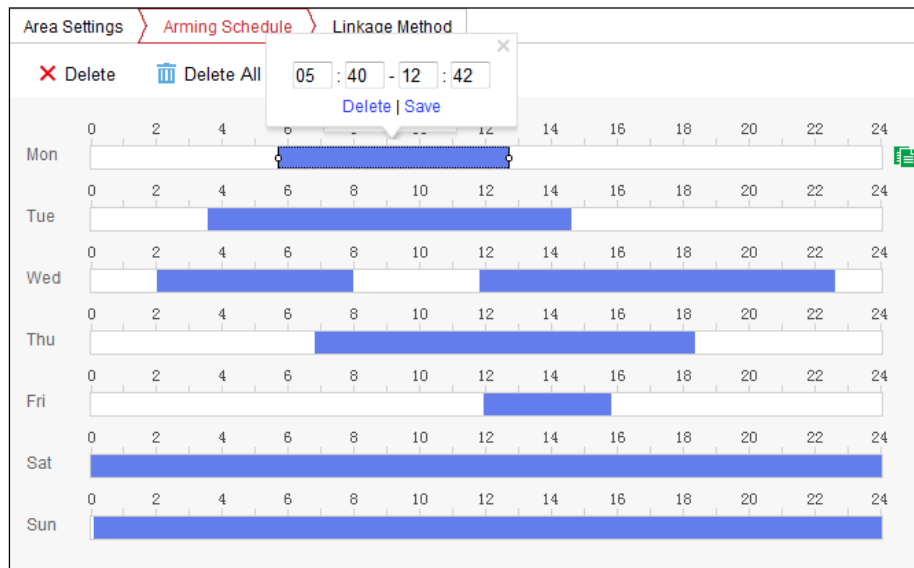 Area Settings Arming Schedule Linkage Method
Delete Delete All
05 : 40 - 12 : 42
Delete | Save
0 2 4 6 12 14 16 18 20 22 24
Mon
0 2 4 6 8 10 12 14 16 18 20 22 24
Tue
0 2 4 6 8 10 12 14 16 18 20 22 24
Wed
0 2 4 6 8 10 12 14 16 18 20 22 24
Thu
0 2 4 6 8 10 12 14 16 18 20 22 24
Fri
0 2 4 6 8 10 12 14 16 18 20 22 24
Sat
0 2 4 6 8 10 12 14 16 18 20 22 24
Sun